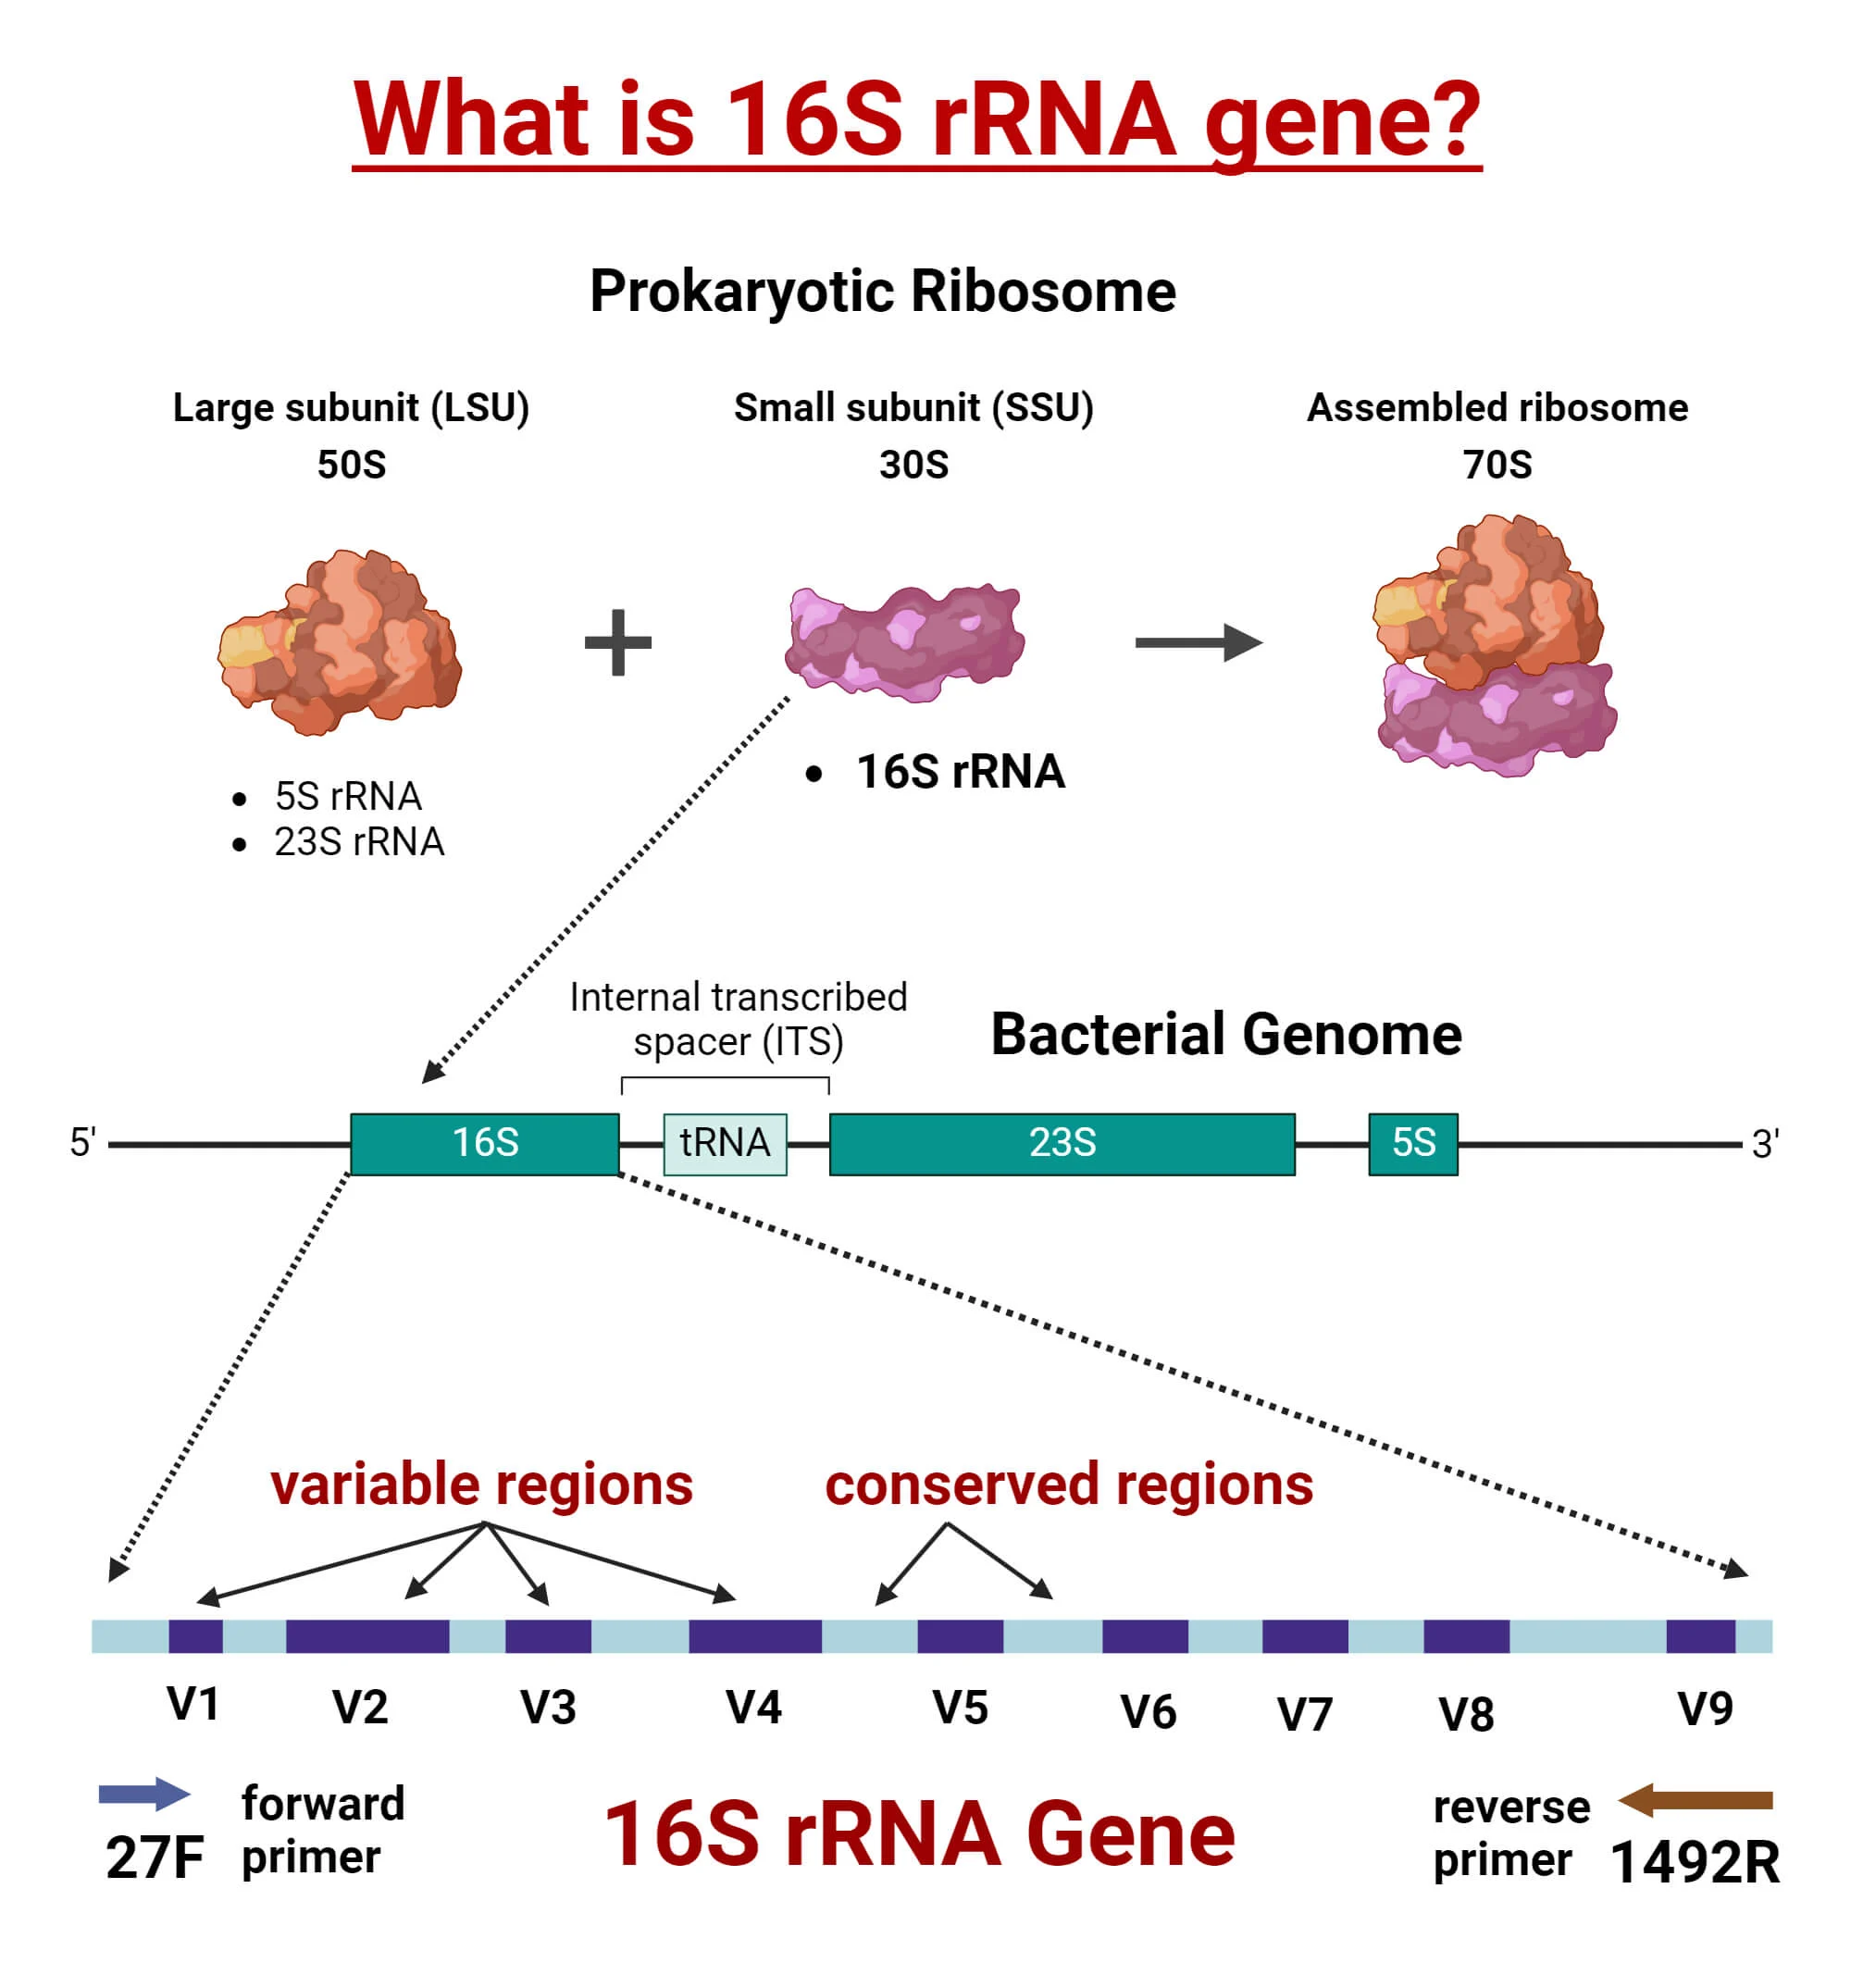 What is 16S rRNA gene?
Prokaryotic Ribosome
Large subunit (LSU)
50S
Small subunit (SSU)
30S
Assembled ribosome
70S
• 5S rRNA
• 23S rRNA
• 16S rRNA
Internal transcribed
spacer (ITS)
Bacterial Genome
5' 16S tRNA 23S 5S 3'
variable regions conserved regions
V1 V2 V3 V4 V5 V6 V7 V8 V9
forward
primer
27F
16S rRNA Gene
reverse
primer
1492R